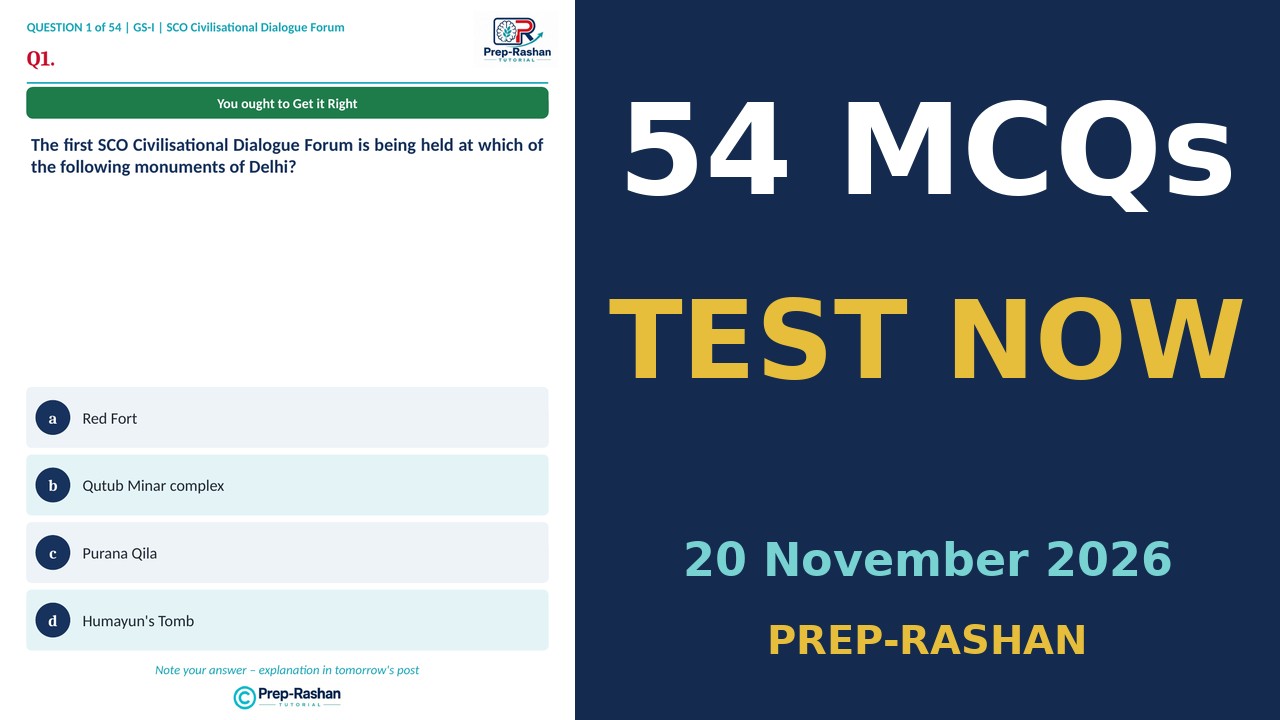 QUESTION 1 of 54 | GS-I | SCO Civilisational Dialogue Forum
Prep-Rashan
TUTORIAL
Q1.
You ought to Get it Right
The first SCO Civilisational Dialogue Forum is being held at which of
the following monuments of Delhi?
a Red Fort
b Qutub Minar complex
c Purana Qila
d Humayun's Tomb
Note your answer – explanation in tomorrow's post
© Prep-Rashan
TUTORIAL
54 MCQs
TEST NOW
20 November 2026
PREP-RASHAN